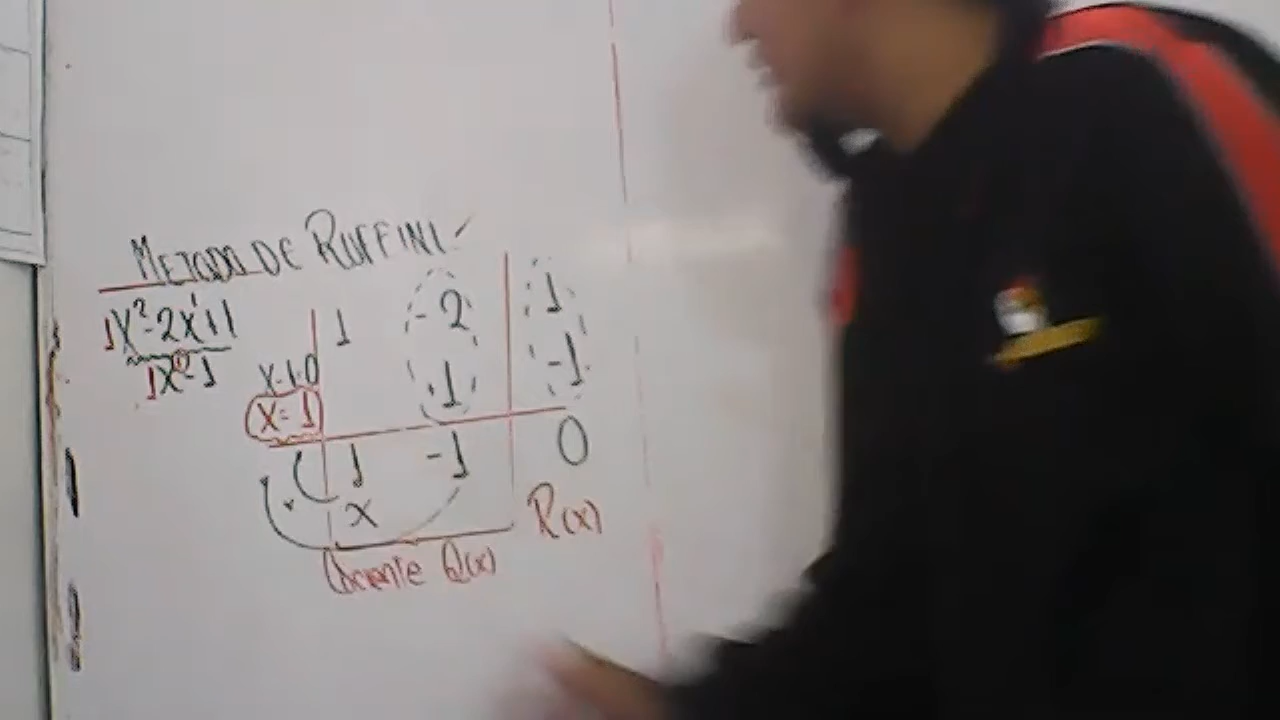 METODO DE RUFFINI
1x²-2x¹+1
1x-1
1 -2 1
x-1=0
+1 -1
x=1
1 -1 0
x
R(x)
Cociente Q(x)